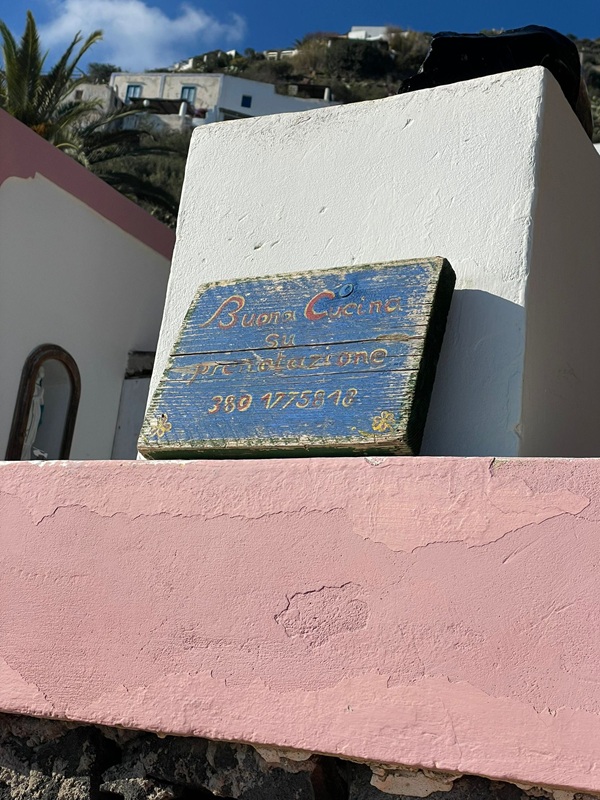 Buona Cucina
su
prenotazione
380 1775818